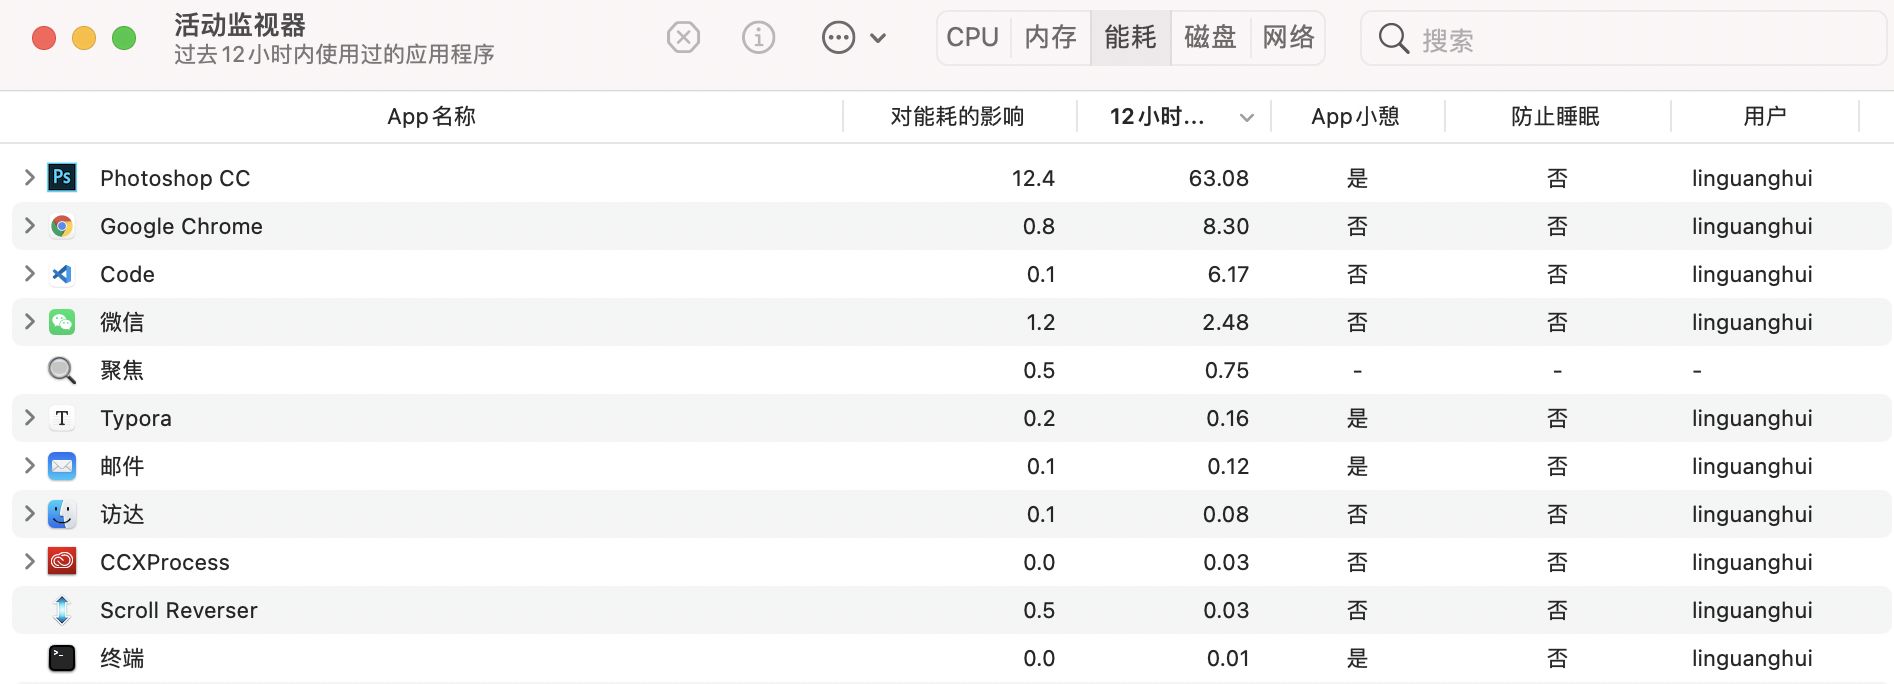 活动监视器
过去12小时内使用过的应用程序
CPU 内存 能耗 磁盘 网络 搜索
App名称 对能耗的影响 12小时... App小憩 防止睡眠 用户
Ps Photoshop CC 12.4 63.08 是 否 linguanghui
Google Chrome 0.8 8.30 否 否 linguanghui
Code 0.1 6.17 否 否 linguanghui
微信 1.2 2.48 否 否 linguanghui
聚焦 0.5 0.75 - - -
T Typora 0.2 0.16 是 否 linguanghui
邮件 0.1 0.12 是 否 linguanghui
访达 0.1 0.08 否 否 linguanghui
CCXProcess 0.0 0.03 否 否 linguanghui
Scroll Reverser 0.5 0.03 否 否 linguanghui
终端 0.0 0.01 是 否 linguanghui